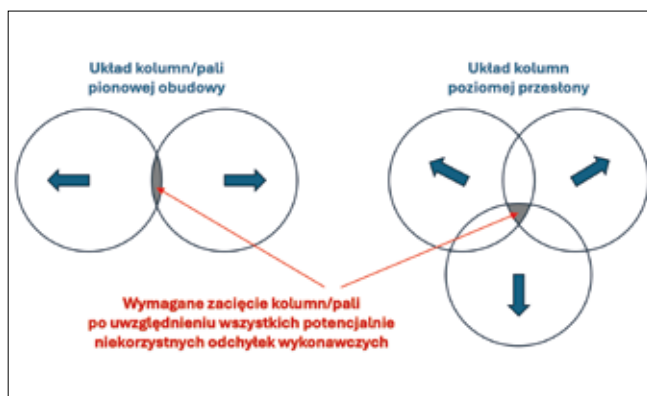 Układ kolumn/pali
pionowej obudowy
Układ kolumn
poziomej przesłony
Wymagane zacięcie kolumn/pali
po uwzględnieniu wszystkich potencjalnie
niekorzystnych odchyłek wykonawczych